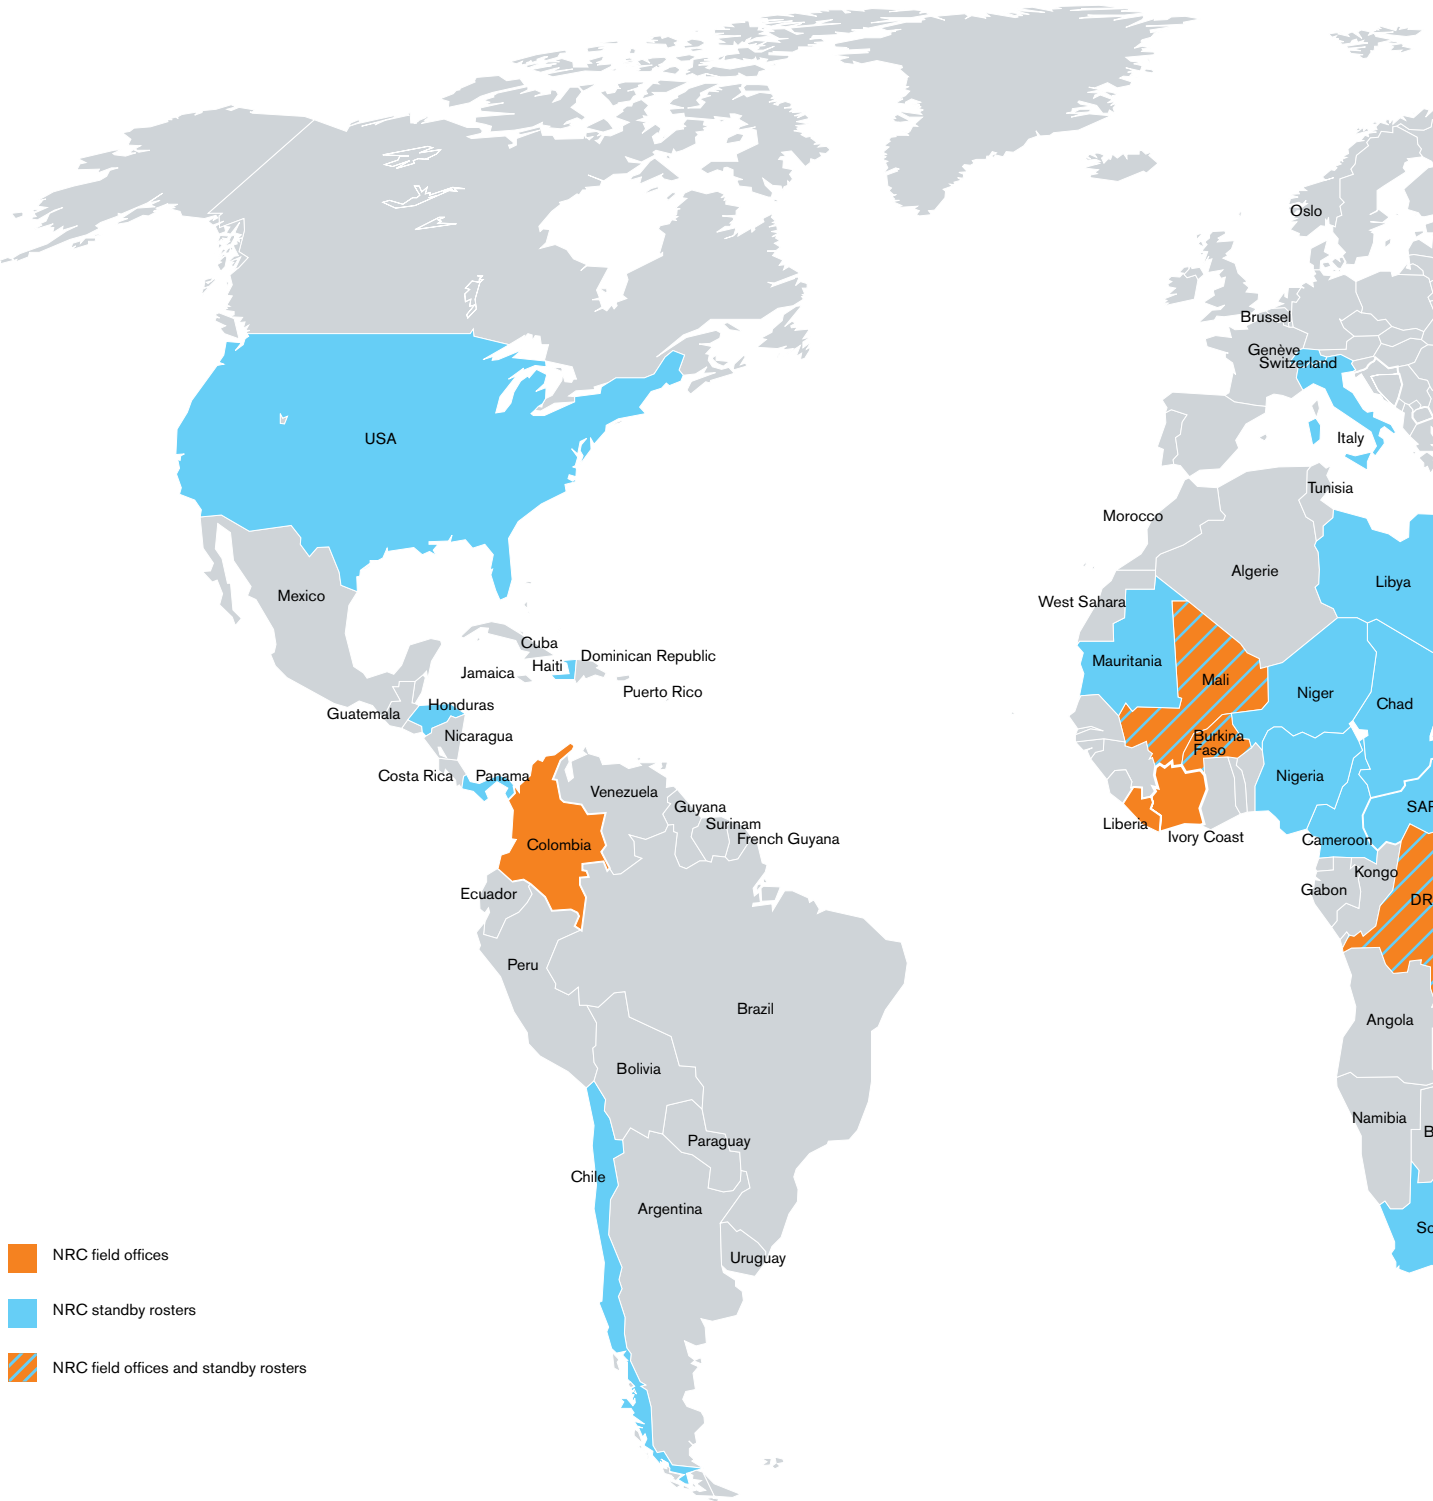 Oslo
Brussel
Genève
Switzerland
USA
Italy
Tunisia
Morocco
Algerie
Libya
Mexico
West Sahara
Cuba
Dominican Republic
Haiti
Jamaica
Mauritania
Mali
Puerto Rico
Niger
Chad
Honduras
Guatemala
Nicaragua
Burkina
Faso
Costa Rica
Panama
Nigeria
Venezuela
Guyana
SAR
Surinam
Liberia
Ivory Coast
French Guyana
Cameroon
Colombia
Kongo
Gabon
Ecuador
DR
Peru
Brazil
Angola
Bolivia
Namibia
B
Paraguay
Chile
Argentina
So
Uruguay
NRC field offices
NRC standby rosters
NRC field offices and standby rosters